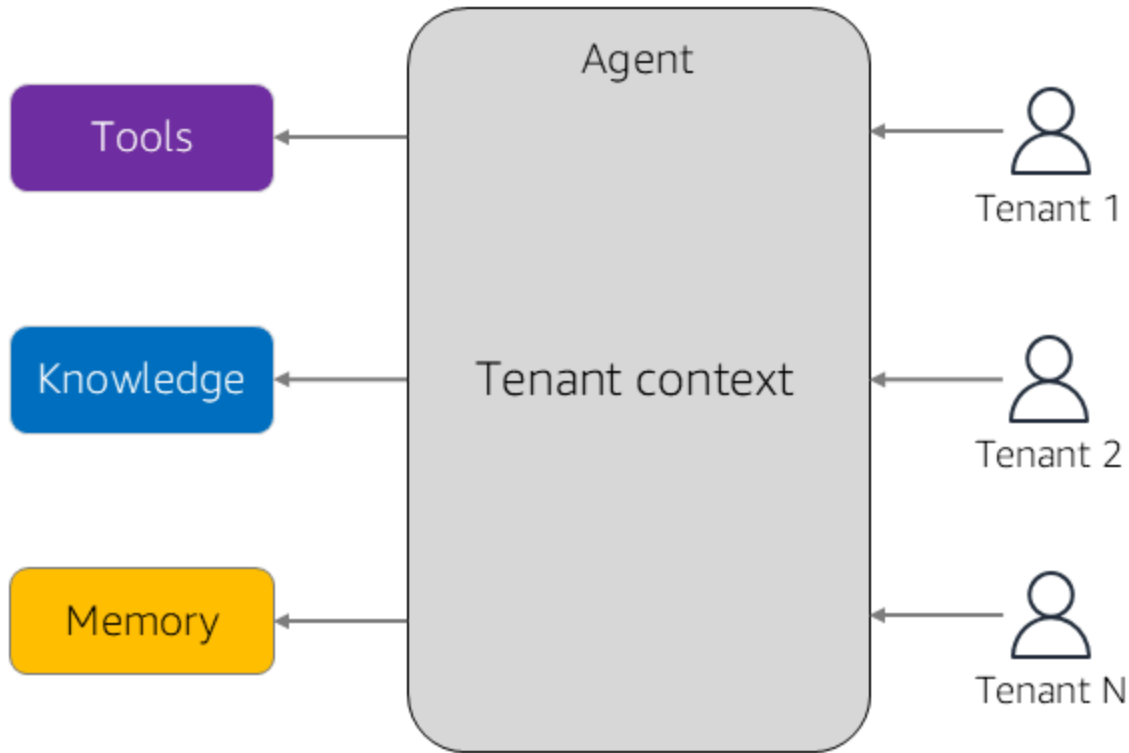 Agent
Tools
Tenant 1
Knowledge
Tenant context
Tenant 2
Memory
Tenant N